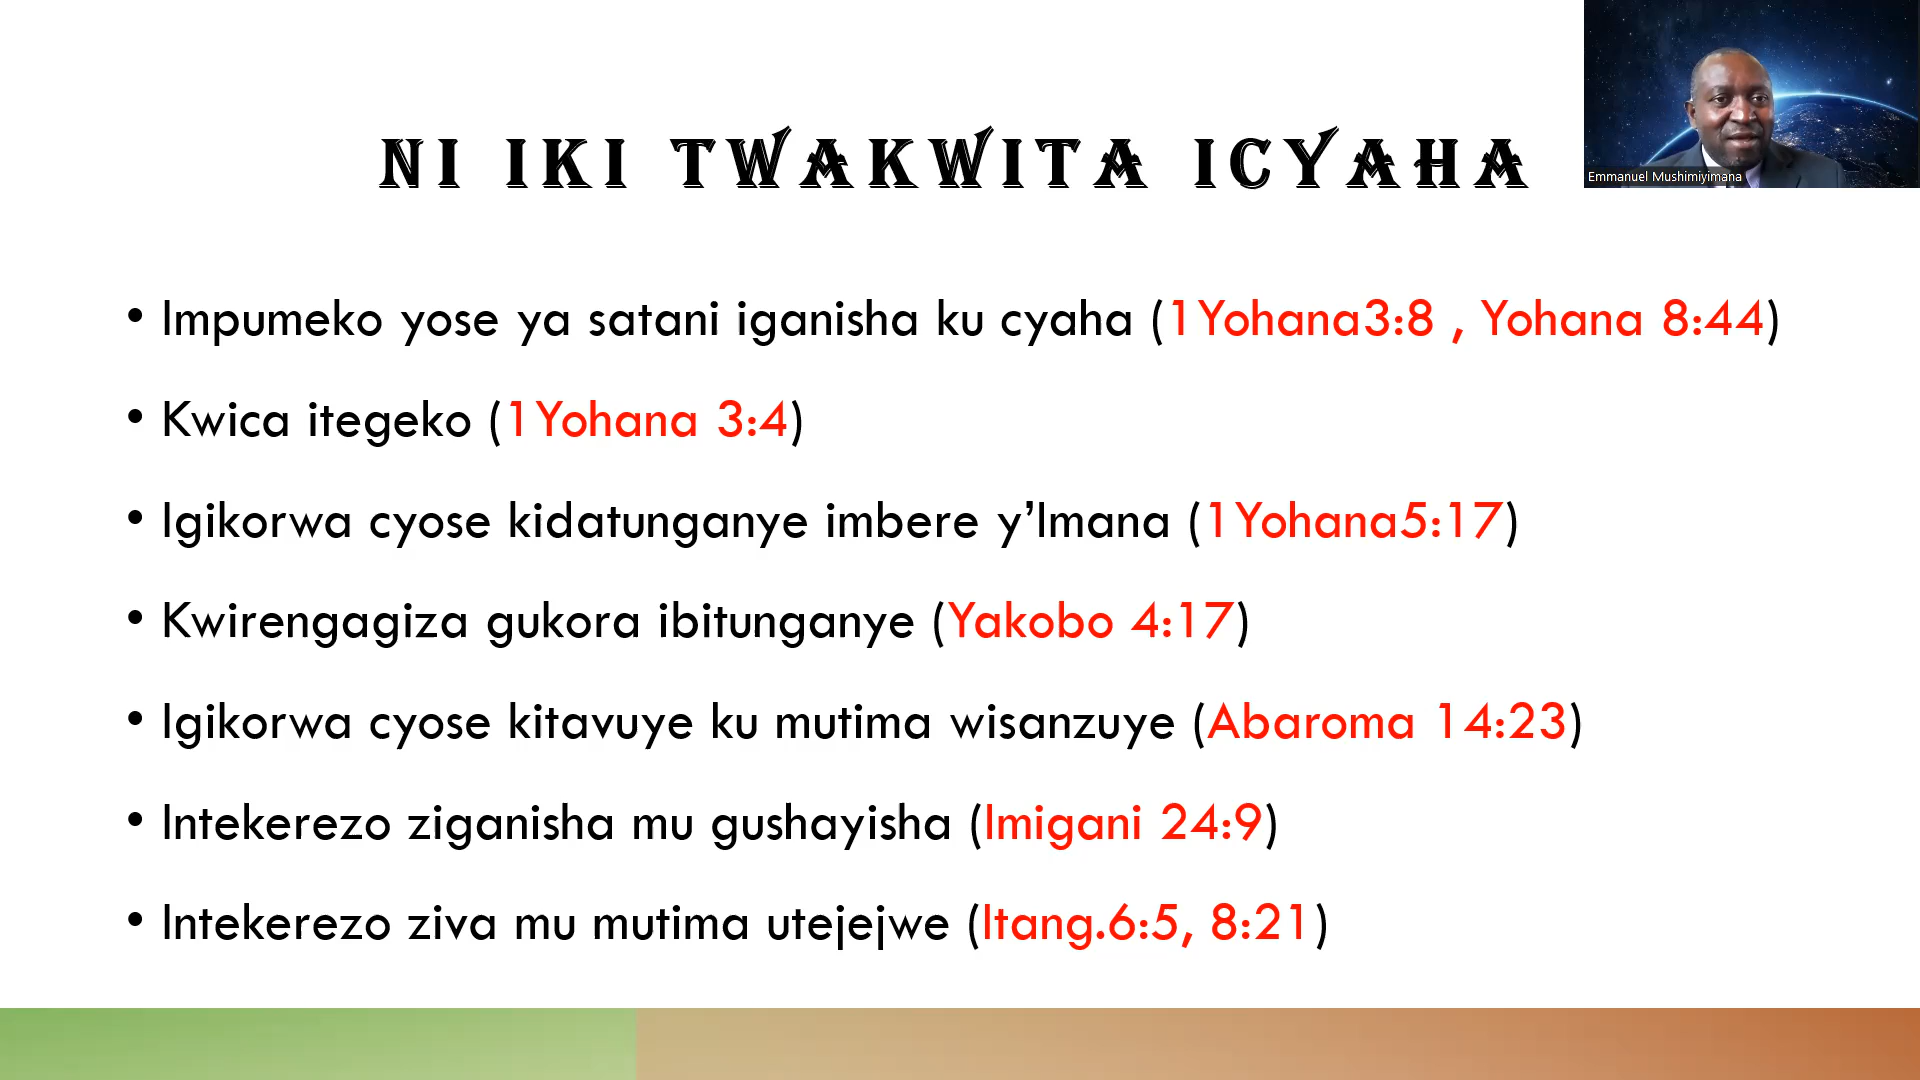 NI IKI TWAKWITA ICYAHA
Emmanuel Mushimiyimana
• Impumeko yose ya satani iganisha ku cyaha (1Yohana3:8 , Yohana 8:44)
• Kwica itegeko (1Yohana 3:4)
• Igikorwa cyose kidatunganye imbere y’Imana (1Yohana5:17)
• Kwirengagiza gukora ibitunganye (Yakobo 4:17)
• Igikorwa cyose kitavuye ku mutima wisanzuye (Abaroma 14:23)
• Intekerezo ziganisha mu gushayisha (Imigani 24:9)
• Intekerezo ziva mu mutima utejejwe (Itang.6:5, 8:21)